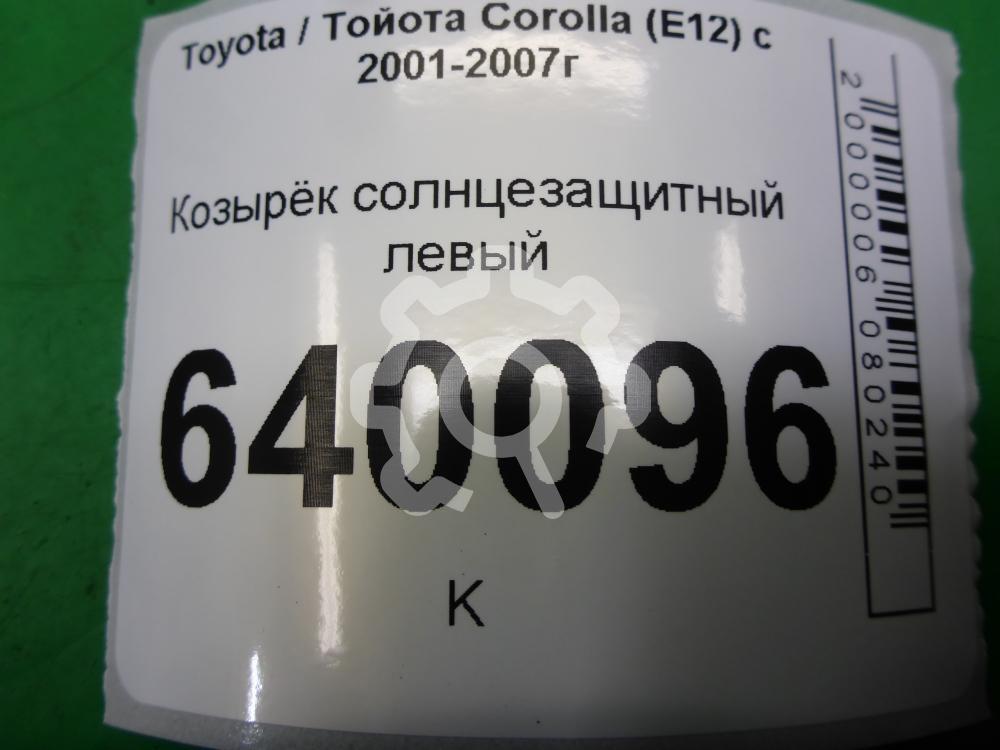 Toyota / Тойота Corolla (E12) с
2001-2007г
Козырёк солнцезащитный
левый
640096
К
2000006080240